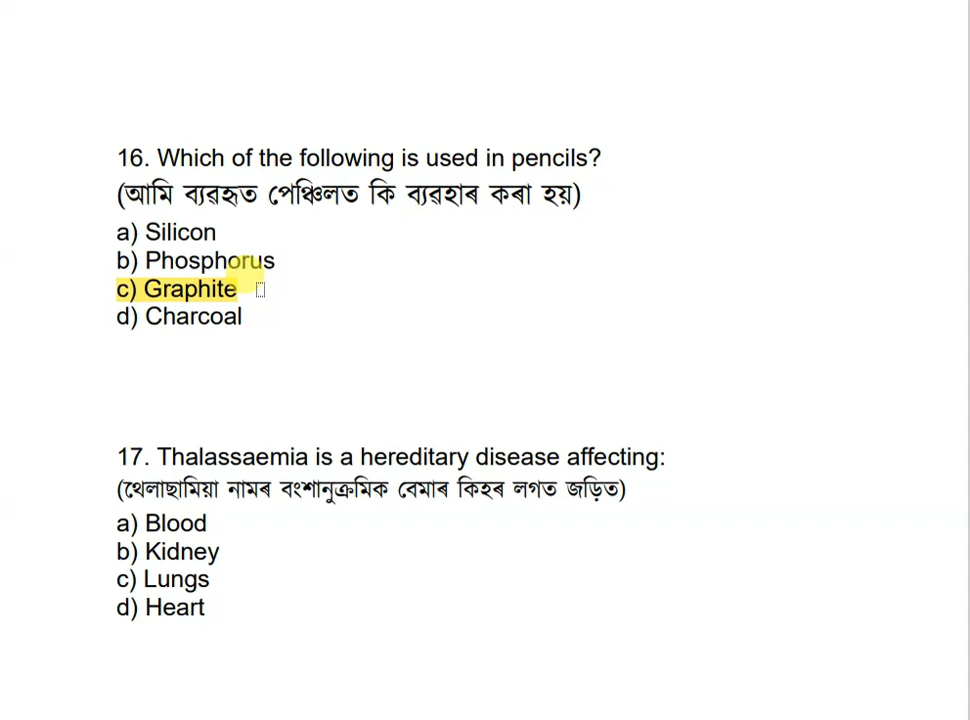 16. Which of the following is used in pencils?
(আমি ব্যৱহৃত পেঞ্চিলত কি ব্যৱহাৰ কৰা হয়)
a) Silicon
b) Phosphorus
c) Graphite
d) Charcoal
17. Thalassaemia is a hereditary disease affecting:
(থেলাছামিয়া নামৰ বংশানুক্ৰমিক বেমাৰ কিহৰ লগত জড়িত)
a) Blood
b) Kidney
c) Lungs
d) Heart